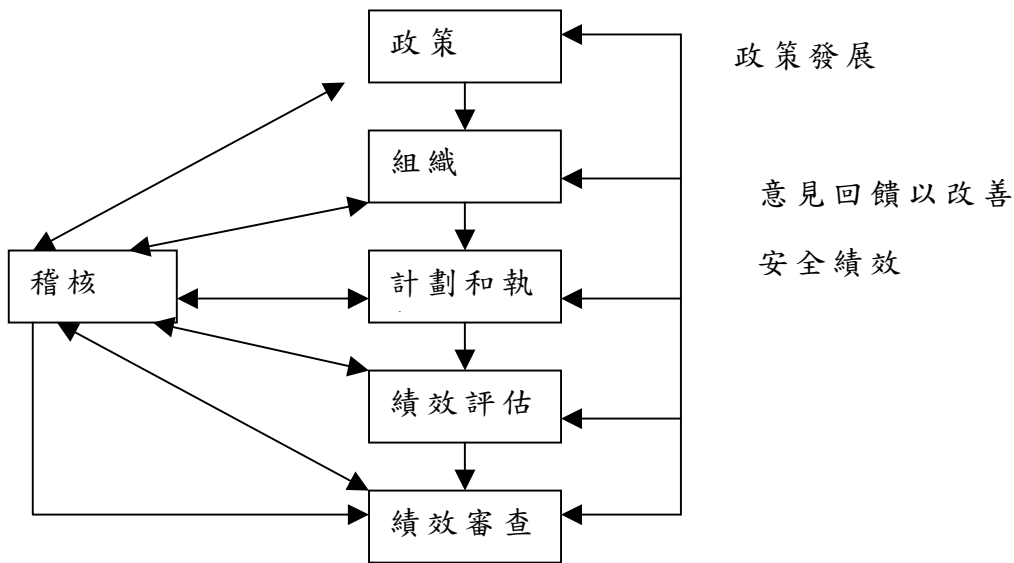 政策
政策發展
組織
意見回饋以改善
安全績效
稽核
計劃和執
績效評估
績效審查